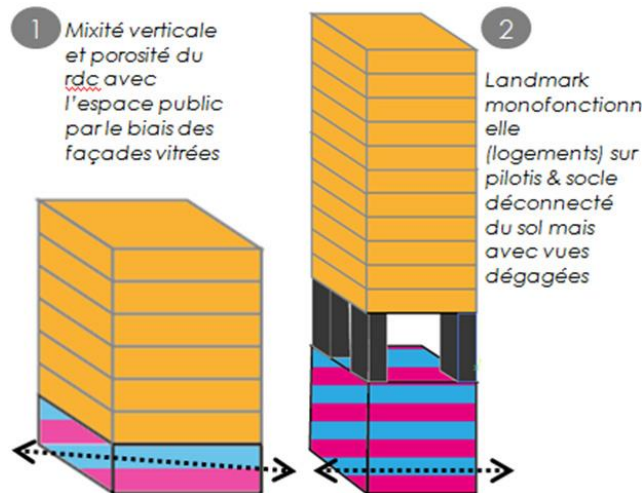 1
Mixité verticale
et porosité du
rdc avec
l'espace public
par le biais des
façades vitrées
2
Landmark
monofonctionn
elle
(logements) sur
pilotis & socle
déconnecté
du sol mais
avec vues
dégagées